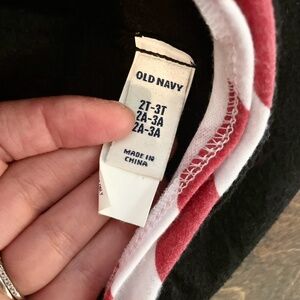 OLD NAVY
2T-3T
2A-3A
2A-3A
MADE IN
CHINA